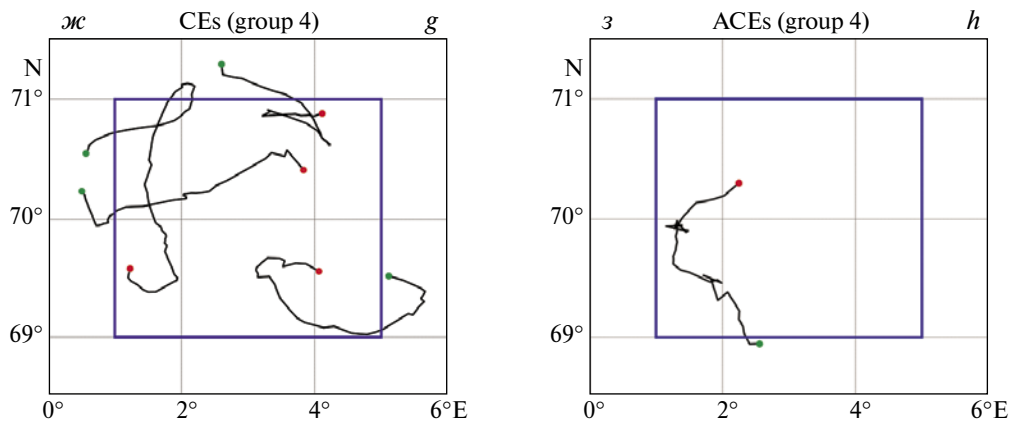 ж CEs (group 4) g
N
71°
70°
69°
0° 2° 4° 6°E
з ACEs (group 4) h
N
71°
70°
69°
0° 2° 4° 6°E